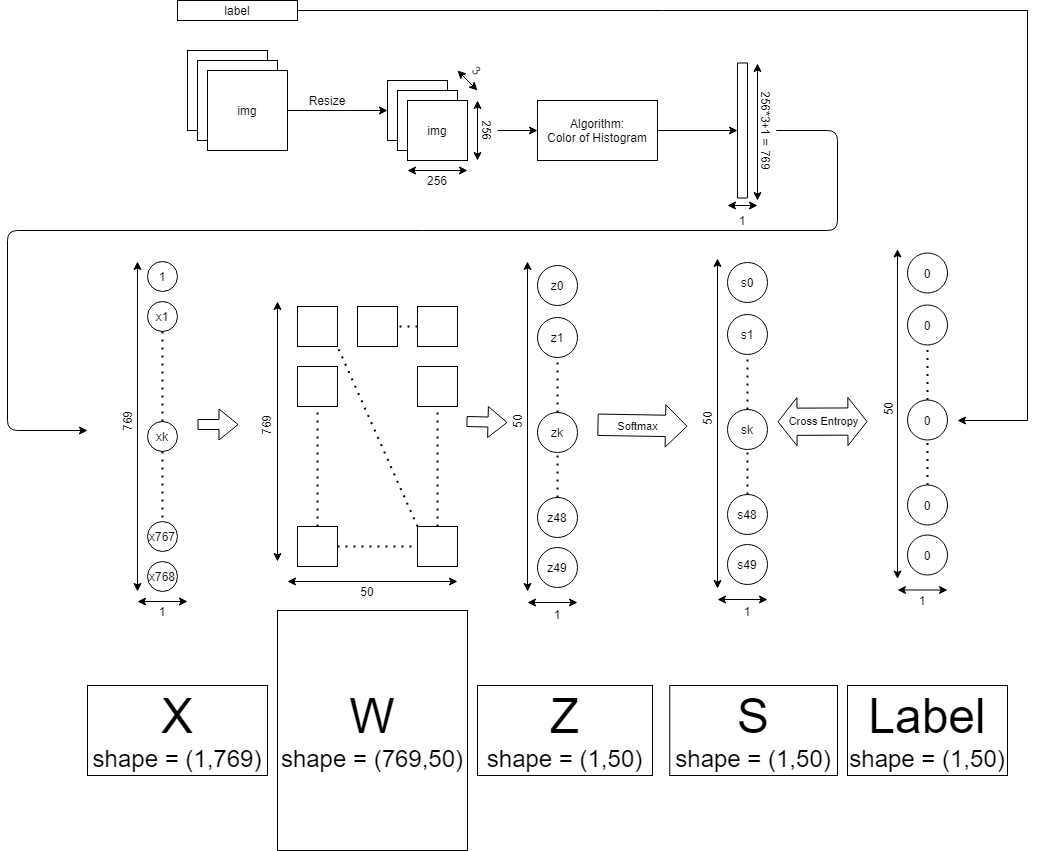 label
img
Resize
img
3
256
256
Algorithm:
Color of Histogram
256*3+1 = 769
1
769
1
x1
xk
x767
x768
1
769
50
50
z0
z1
zk
z48
z49
1
Softmax
50
s0
s1
sk
s48
s49
1
Cross Entropy
50
0
0
0
0
0
1
X
shape = (1,769)
W
shape = (769,50)
Z
shape = (1,50)
S
shape = (1,50)
Label
shape = (1,50)